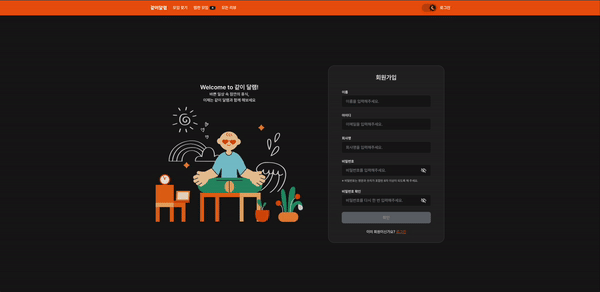 같이달램
모임 찾기
찜한 모임
모든 리뷰
로그인
Welcome to 같이 달램!
바쁜 일상 속 잠깐의 휴식,
이제는 같이 달램과 함께 해보세요
회원가입
이름
이름을 입력해주세요.
아이디
이메일을 입력해주세요.
회사명
회사명을 입력해주세요.
비밀번호
비밀번호를 입력해주세요.
비밀번호 확인
비밀번호를 다시 한 번 입력해주세요.
확인
이미 회원이신가요? 로그인